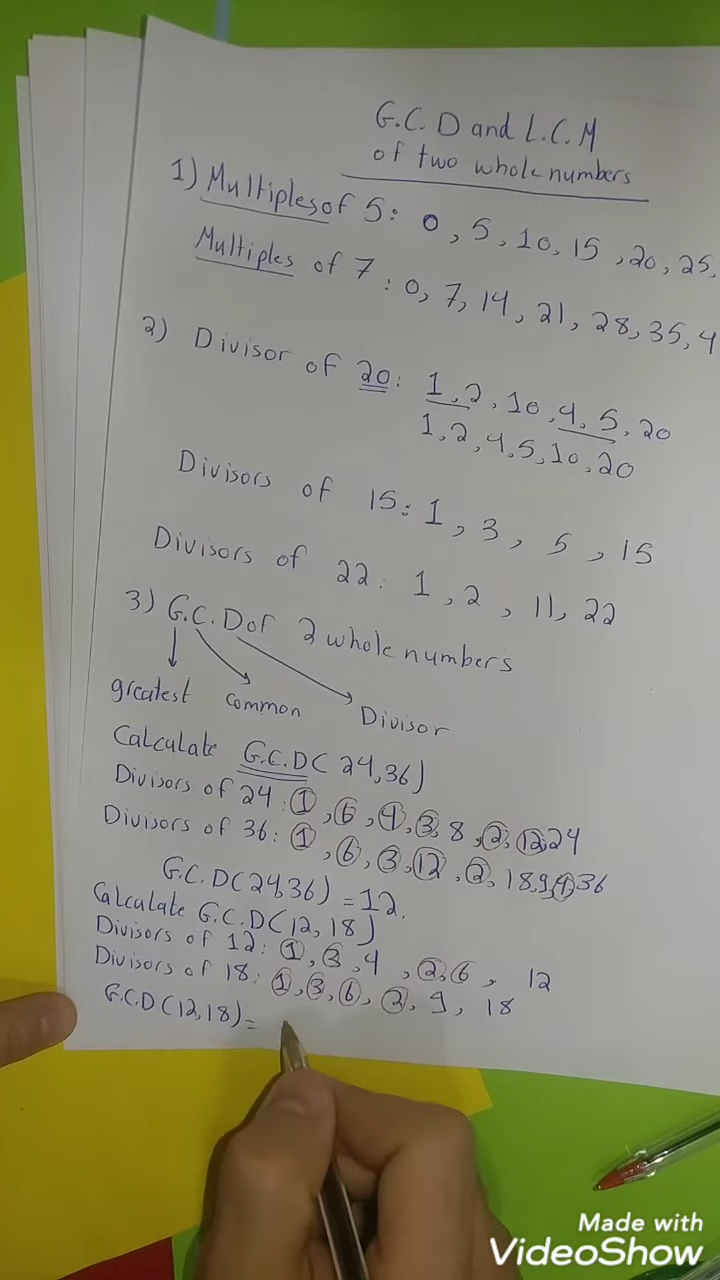 G.C.D and L.C.M
of two whole numbers
1) Multiples of 5: 0, 5, 10, 15, 20, 25,
Multiples of 7: 0, 7, 14, 21, 28, 35, 4
2) Divisor of 20: 1, 2, 10, 4, 5, 20
1, 2, 4, 5, 10, 20
Divisors of 15: 1, 3, 5, 15
Divisors of 22: 1, 2, 11, 22
3) G.C.D of 2 whole numbers
greatest common Divisor
Calculate G.C.D(24,36)
Divisors of 24: 1, 6, 4, 3, 8, 2, 12, 24
Divisors of 36: 1, 6, 3, 12, 2, 18, 9, 4, 36
G.C.D(24,36) = 12.
Calculate G.C.D(12, 18)
Divisors of 12: 1, 3, 4, 2, 6, 12
Divisors of 18: 1, 3, 6, 2, 9, 18
G.C.D(12,18) =
Made with
VideoShow